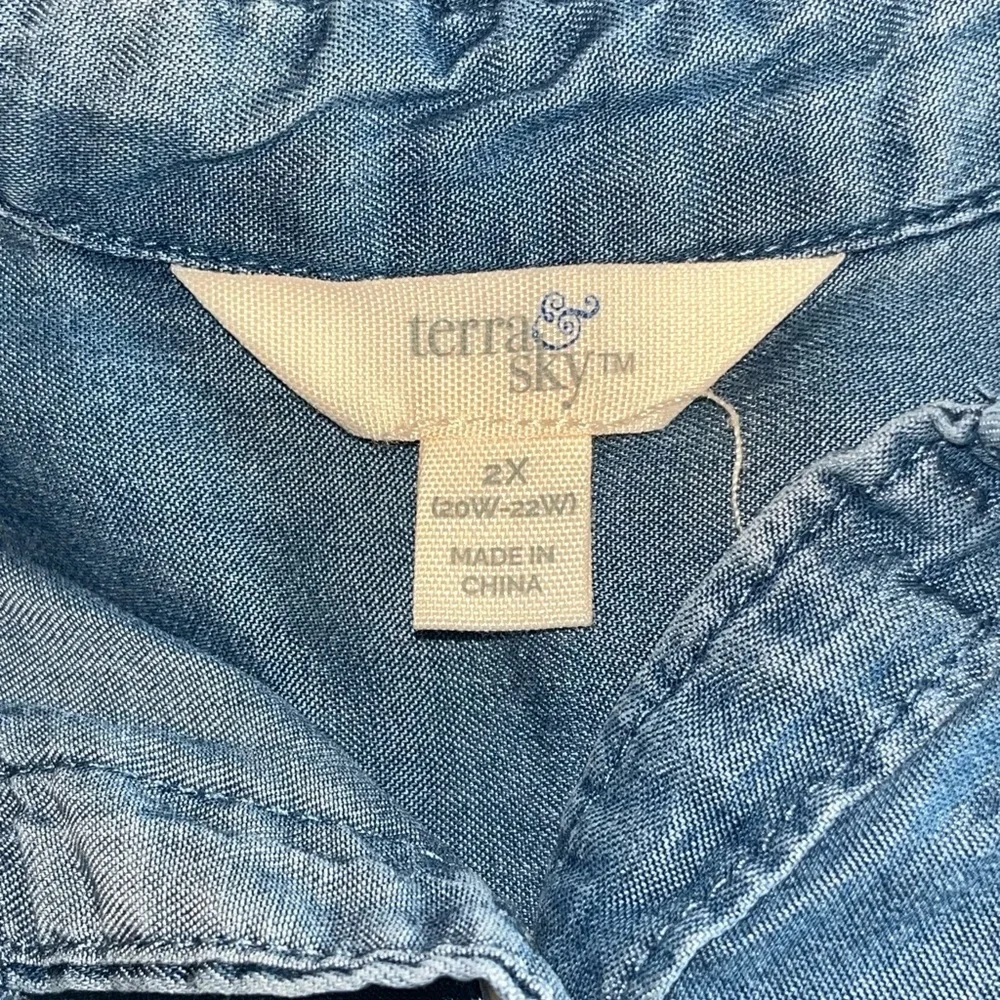 terra &
sky™
2X
(20W-22W)
MADE IN
CHINA